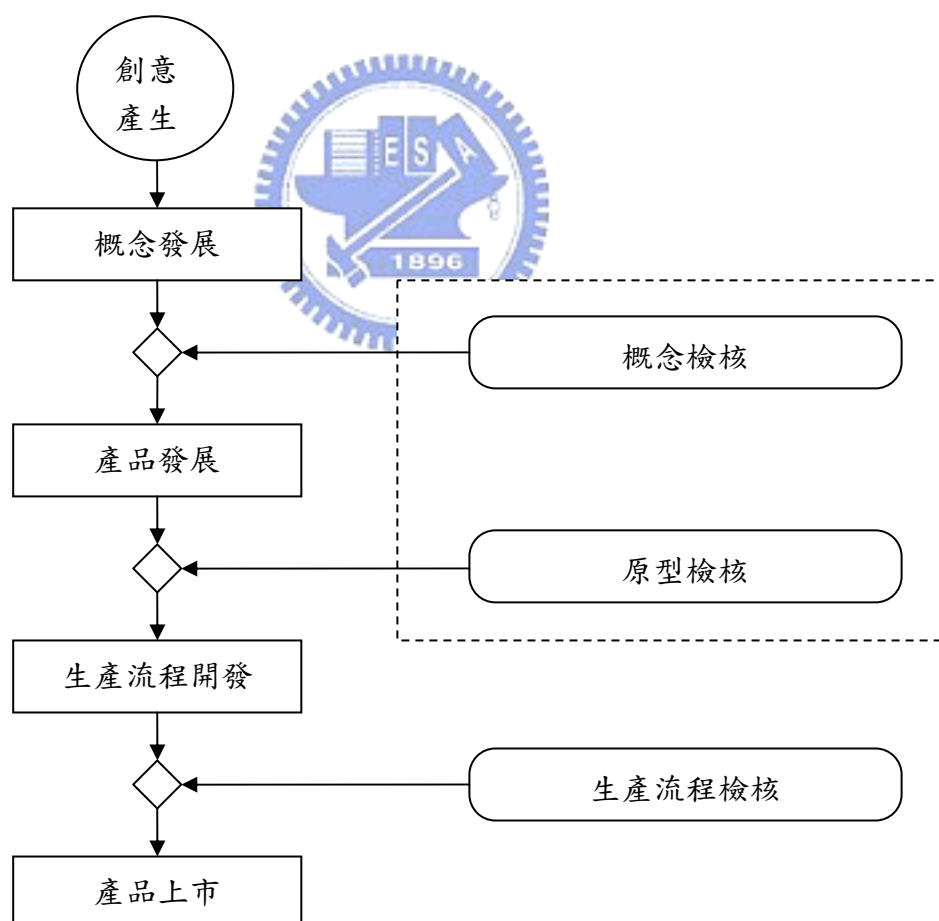 創意
產生
ESA
1896
概念發展
概念檢核
產品發展
原型檢核
生產流程開發
生產流程檢核
產品上市